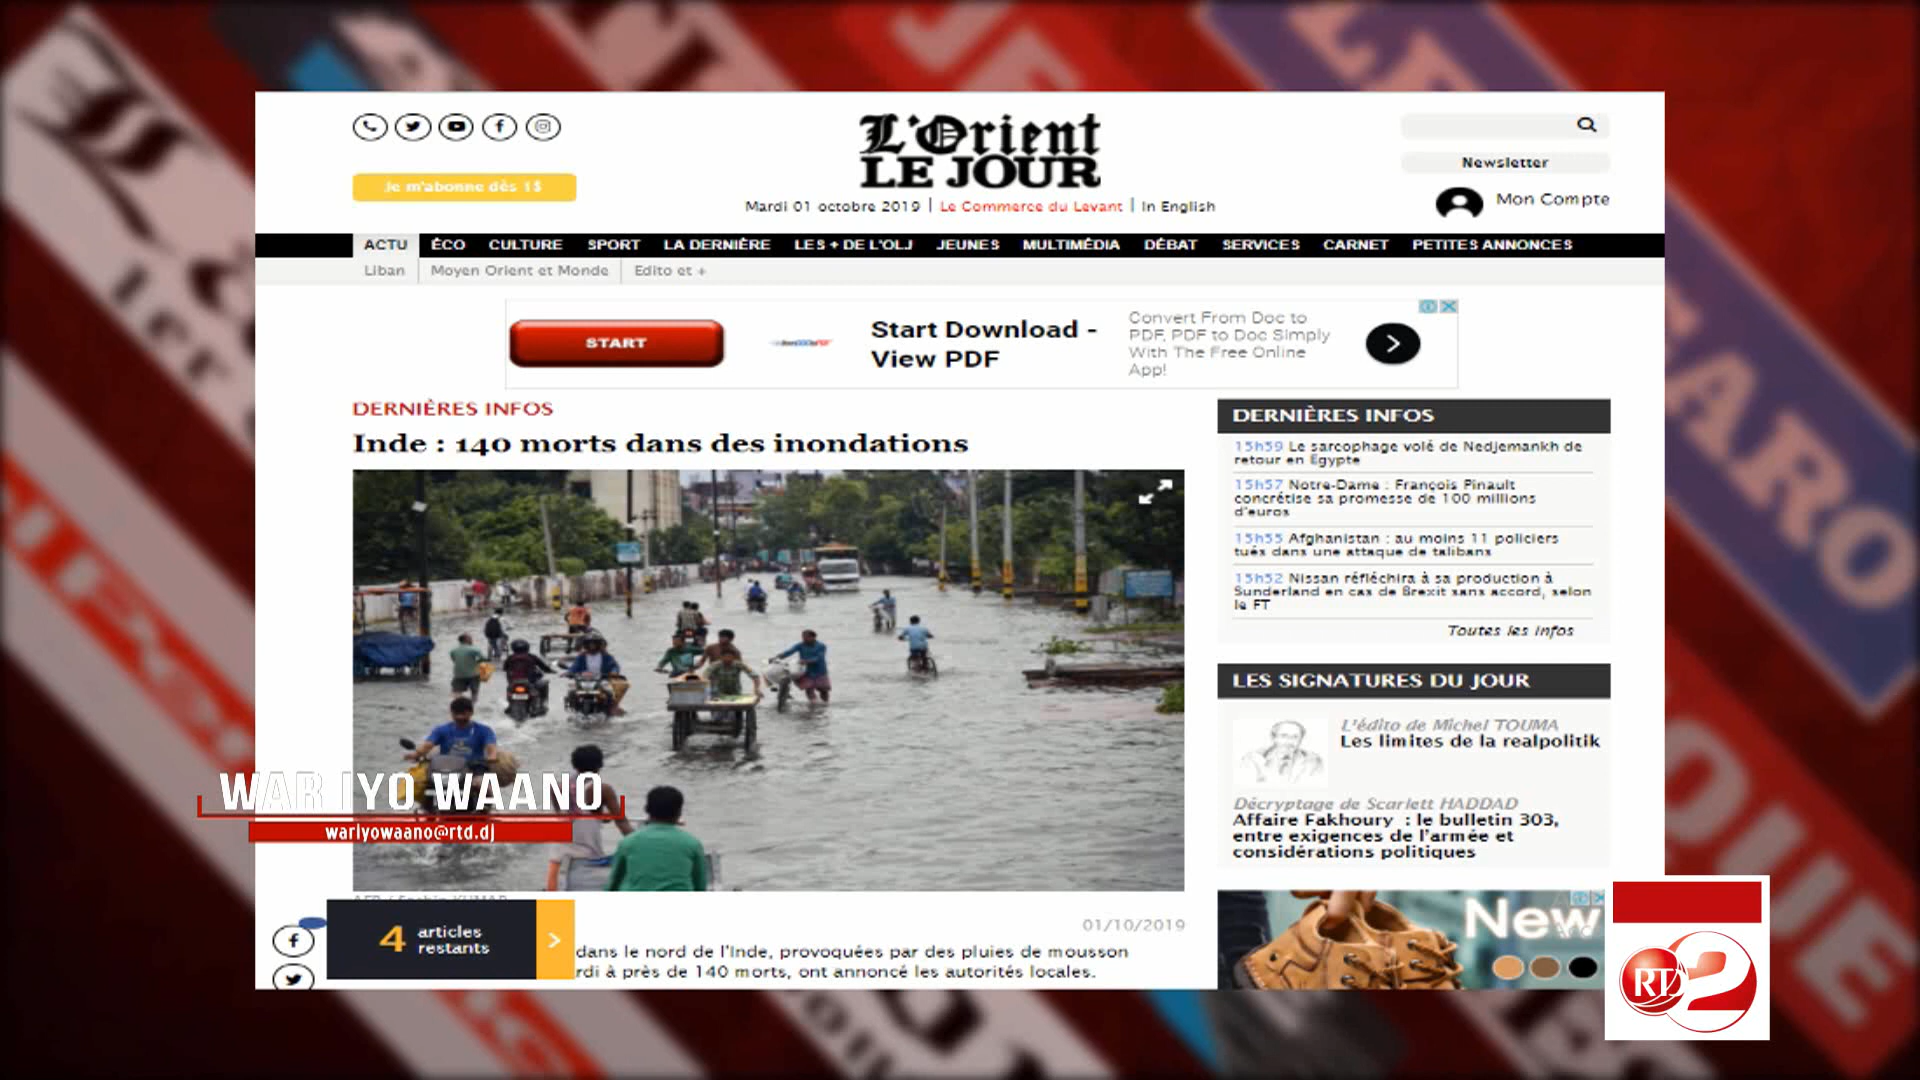 L'Orient
LE JOUR
Je m'abonne dès 1$
Newsletter
Mon Compte
Mardi 01 octobre 2019 | Le Commerce du Levant | In English
ACTU ÉCO CULTURE SPORT LA DERNIÈRE LES + DE L'OLJ JEUNES MULTIMÉDIA DÉBAT SERVICES CARNET PETITES ANNONCES
Liban Moyen Orient et Monde Edito et +
START
Start Download -
View PDF
Convert From Doc to
PDF, PDF to Doc Simply
With The Free Online
App!
DERNIÈRES INFOS
Inde : 140 morts dans des inondations
01/10/2019
dans le nord de l'Inde, provoquées par des pluies de mousson
rdi à près de 140 morts, ont annoncé les autorités locales.
4 articles
restants
DERNIÈRES INFOS
15h59 Le sarcophage volé de Nedjemankh de
retour en Egypte
15h57 Notre-Dame : François Pinault
concrétise sa promesse de 100 millions
d'euros
15h55 Afghanistan : au moins 11 policiers
tués dans une attaque de talibans
15h52 Nissan réfléchira à sa production à
Sunderland en cas de Brexit sans accord, selon
le FT
Toutes les infos
LES SIGNATURES DU JOUR
L'édito de Michel TOUMA
Les limites de la realpolitik
Décryptage de Scarlett HADDAD
Affaire Fakhoury : le bulletin 303,
entre exigences de l'armée et
considérations politiques
New
WAR IYO WAANO
wariyowaano@rtd.dj
RTD 2